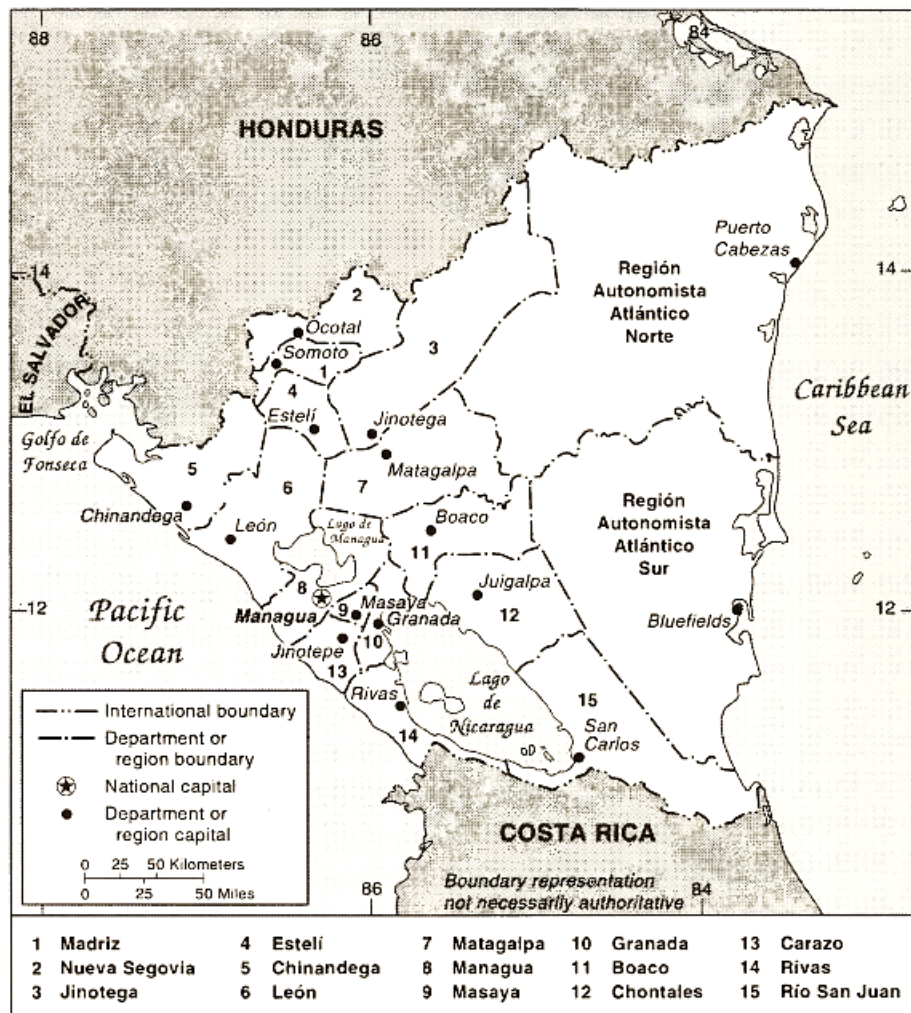 88
86
84
HONDURAS
Puerto
Cabezas
14
14
Región
Autonomista
Atlántico
Norte
2
Ocotal
EL SALVADOR
3
Somoto
1
4
Caribbean
Sea
Estelí
Jinotega
Golfo de
Fonseca
Matagalpa
5
6
7
Región
Autonomista
Atlántico
Sur
Chinandega
León
Lago de
Managua
Boaco
11
8
Juigalpa
12
12
Pacific
Ocean
Managua
9
Masaya
Granada
12
Bluefields
10
Jinotepe
13
Lago
de
Nicaragua
Rivas
15
San
Carlos
14
International boundary
Department or
region boundary
National capital
Department or
region capital
0 25 50 Kilometers
0 25 50 Miles
COSTA RICA
86
84
Boundary representation
not necessarily authoritative
1 Madriz 4 Estelí 7 Matagalpa 10 Granada 13 Carazo
2 Nueva Segovia 5 Chinandega 8 Managua 11 Boaco 14 Rivas
3 Jinotega 6 León 9 Masaya 12 Chontales 15 Río San Juan